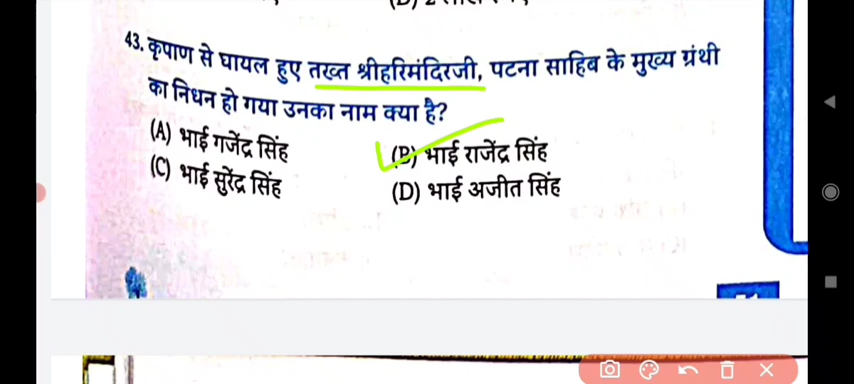 43. कृपाण से घायल हुए तख्त श्रीहरिमंदिरजी, पटना साहिब के मुख्य ग्रंथी
का निधन हो गया उनका नाम क्या है?
(A) भाई गजेंद्र सिंह
(B) भाई राजेंद्र सिंह
(C) भाई सुरेंद्र सिंह
(D) भाई अजीत सिंह